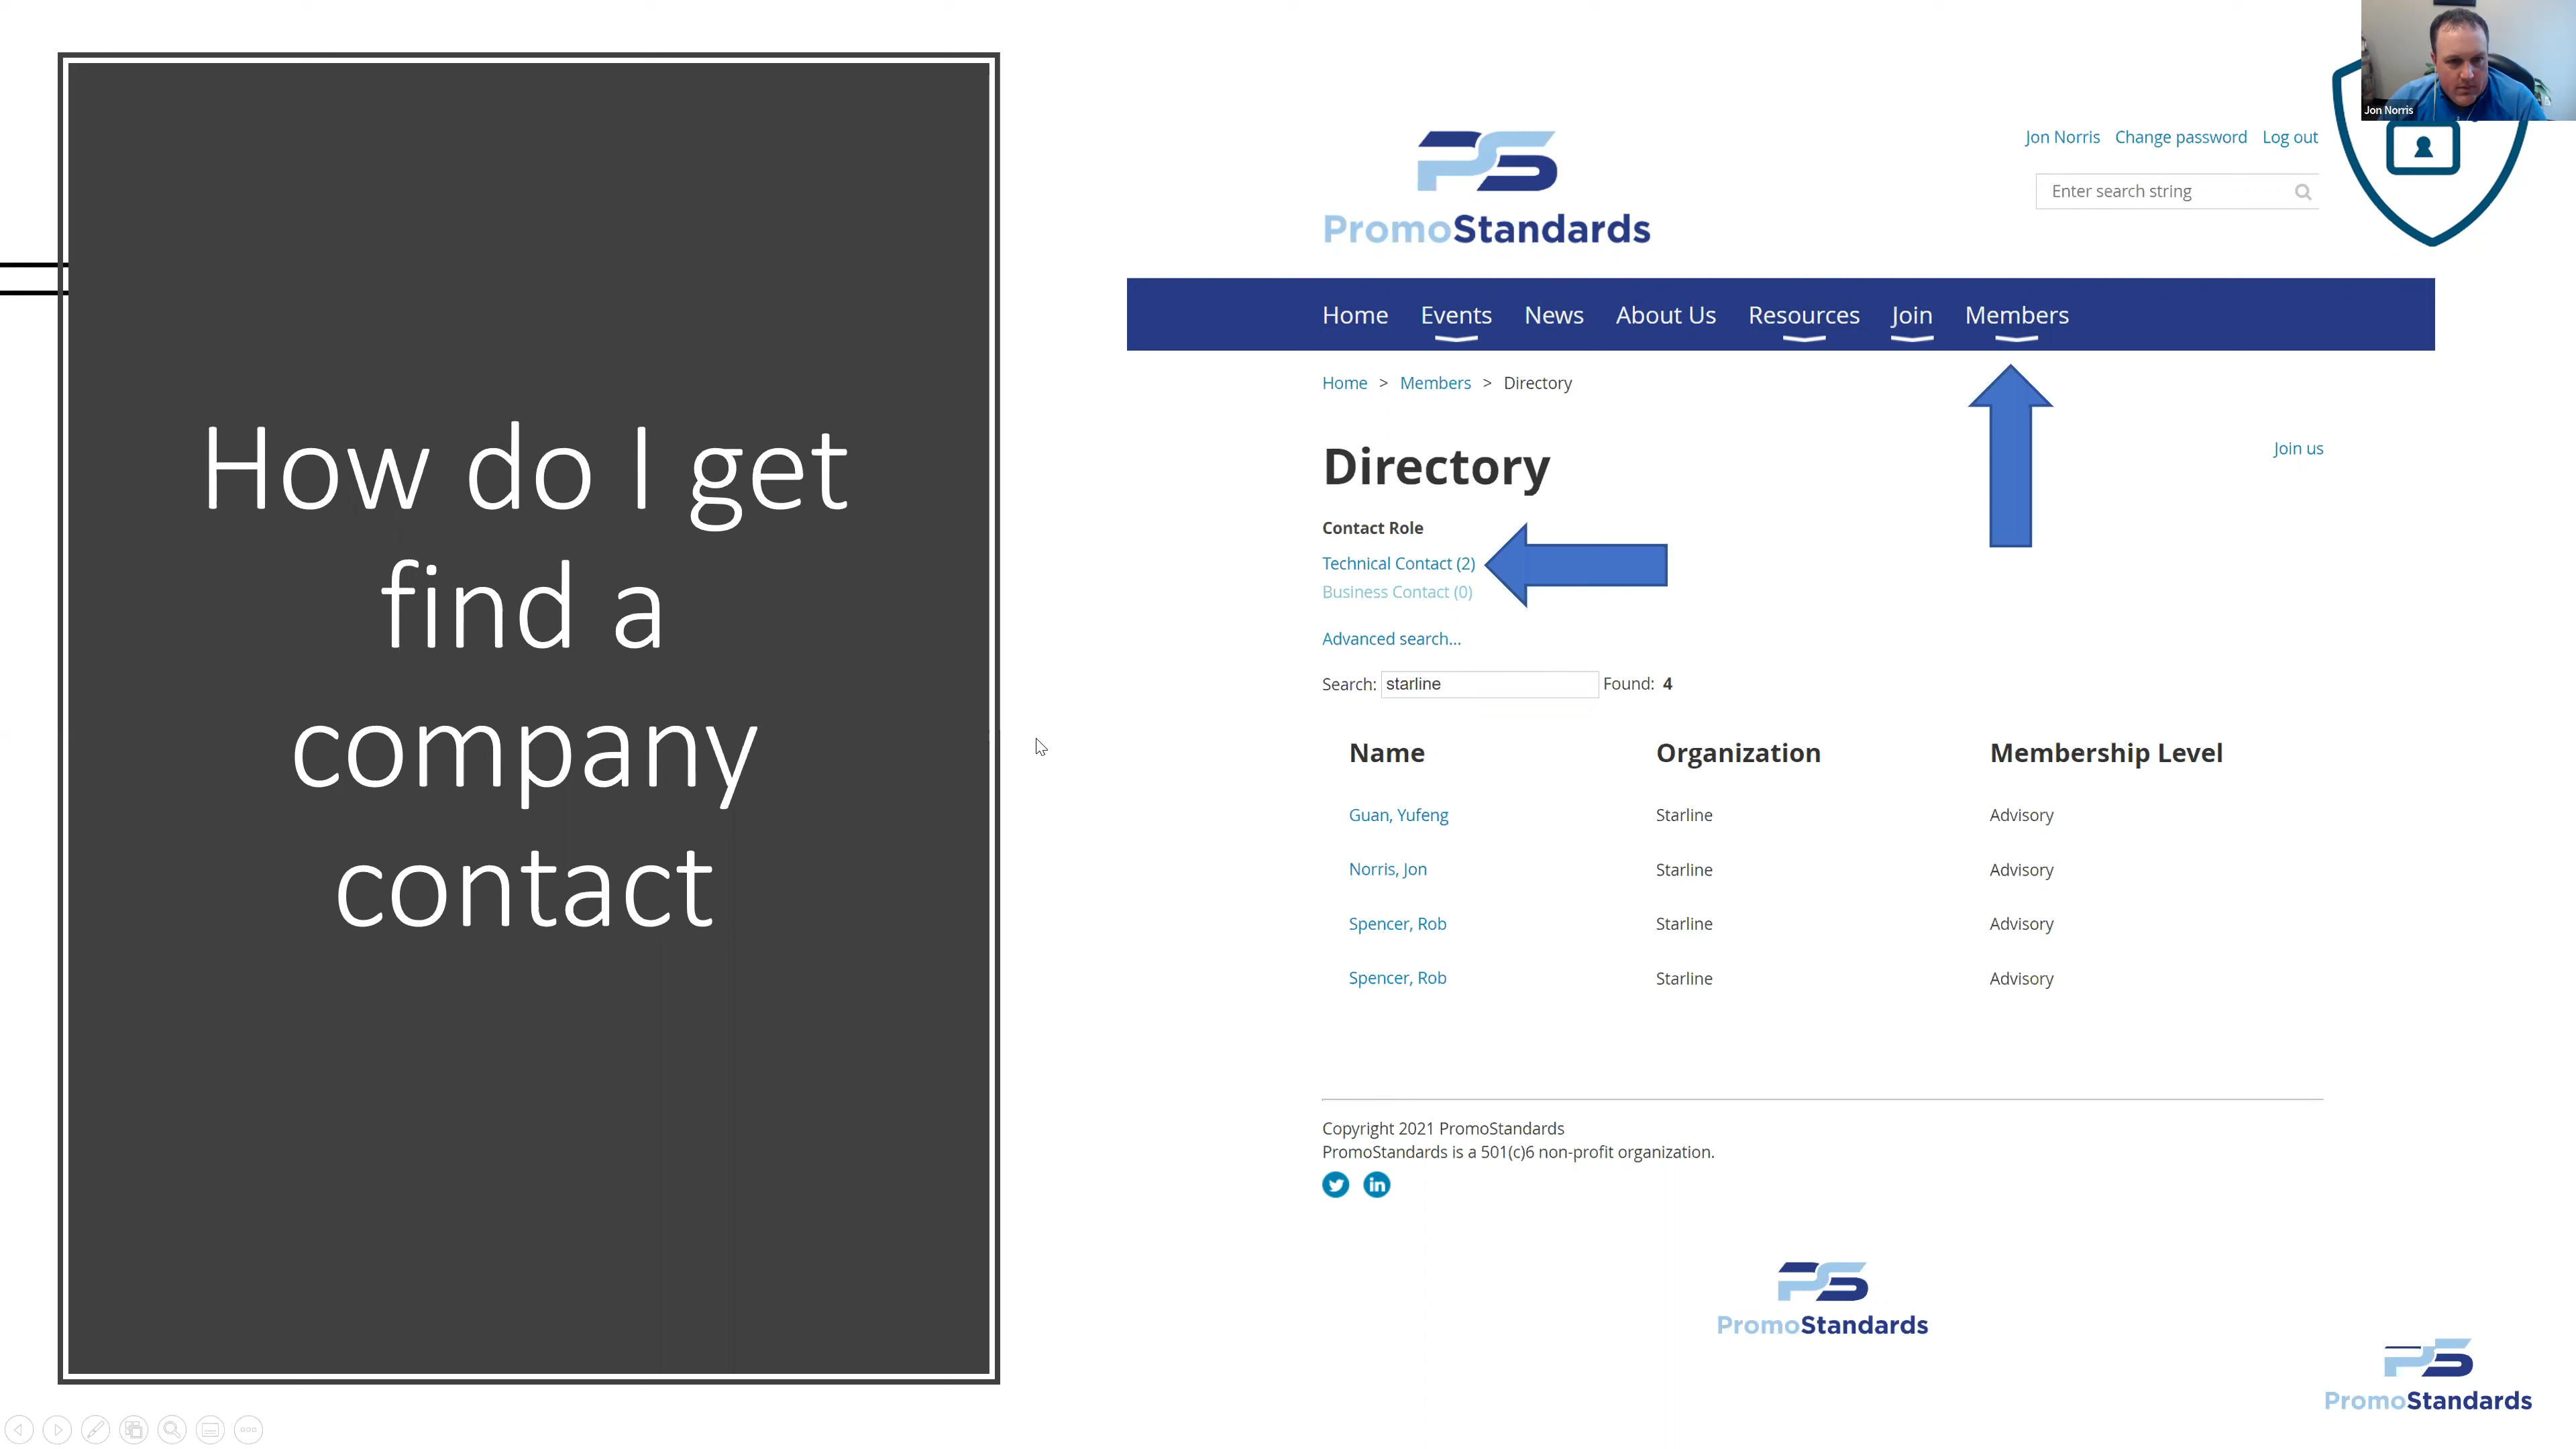 How do I get
find a
company
contact
Jon Norris
PromoStandards
Jon Norris Change password Log out
Enter search string
Home Events News About Us Resources Join Members
Home > Members > Directory
Directory
Join us
Contact Role
Technical Contact (2)
Business Contact (0)
Advanced search...
Search: starline Found: 4
Name Organization Membership Level
Guan, Yufeng Starline Advisory
Norris, Jon Starline Advisory
Spencer, Rob Starline Advisory
Spencer, Rob Starline Advisory
Copyright 2021 PromoStandards
PromoStandards is a 501(c)6 non-profit organization.
in
PS
PromoStandards
PS
PromoStandards